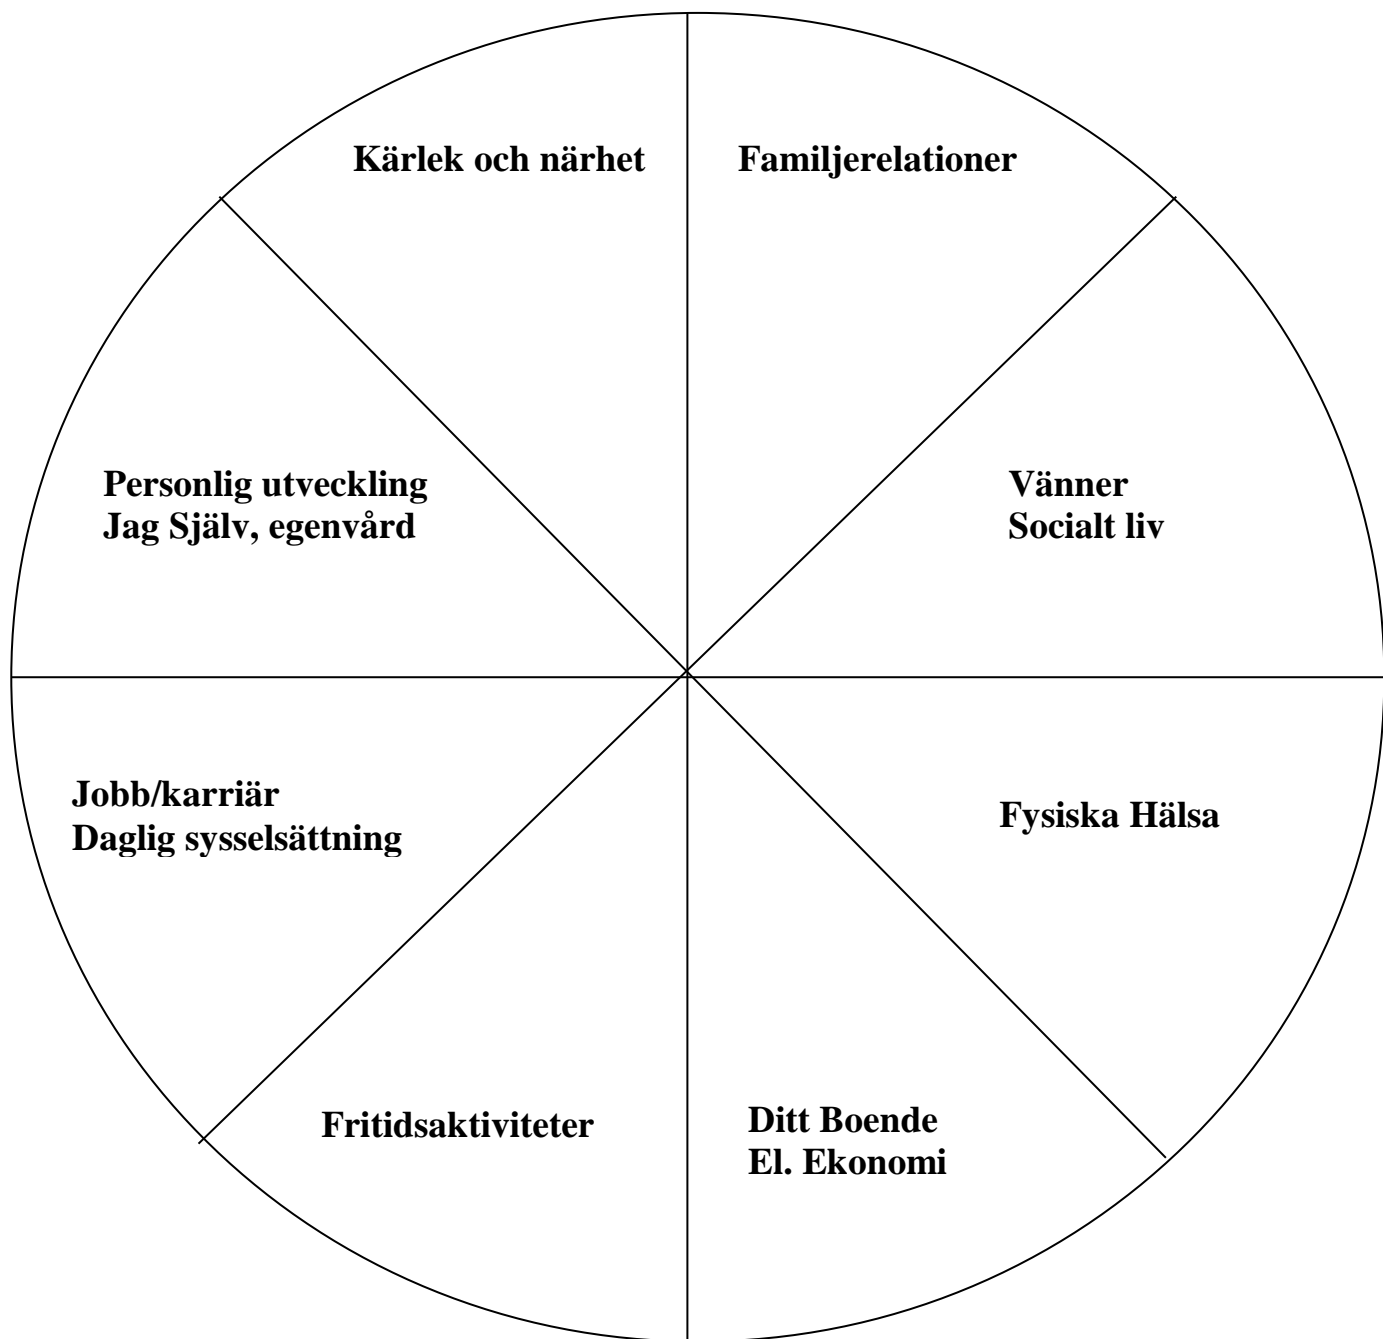 Kärlek och närhet
Familjerelationer
Personlig utveckling
Jag Själv, egenvård
Vänner
Socialt liv
Jobb/karriär
Daglig sysselsättning
Fysiska Hälsa
Fritidsaktiviteter
Ditt Boende
El. Ekonomi